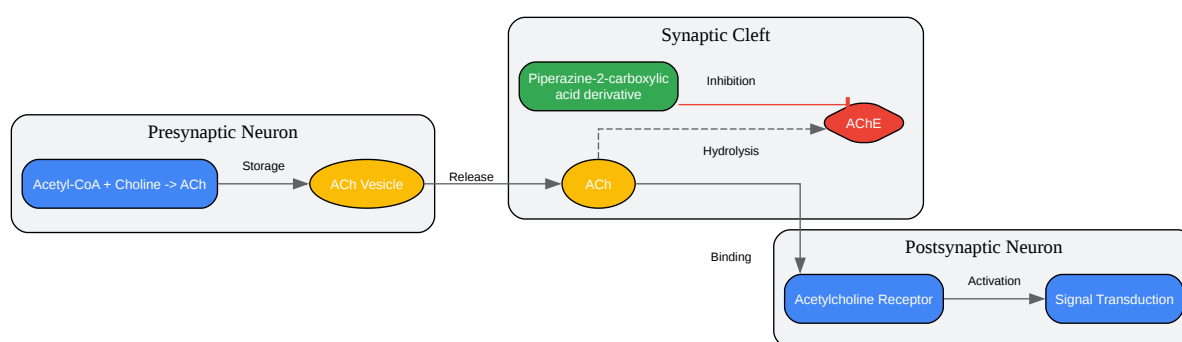 Presynaptic Neuron
Acetyl-CoA + Choline -> ACh
Storage
ACh Vesicle
Release
Synaptic Cleft
Piperazine-2-carboxylic
acid derivative
Inhibition
AChE
Hydrolysis
ACh
Binding
Postsynaptic Neuron
Acetylcholine Receptor
Activation
Signal Transduction